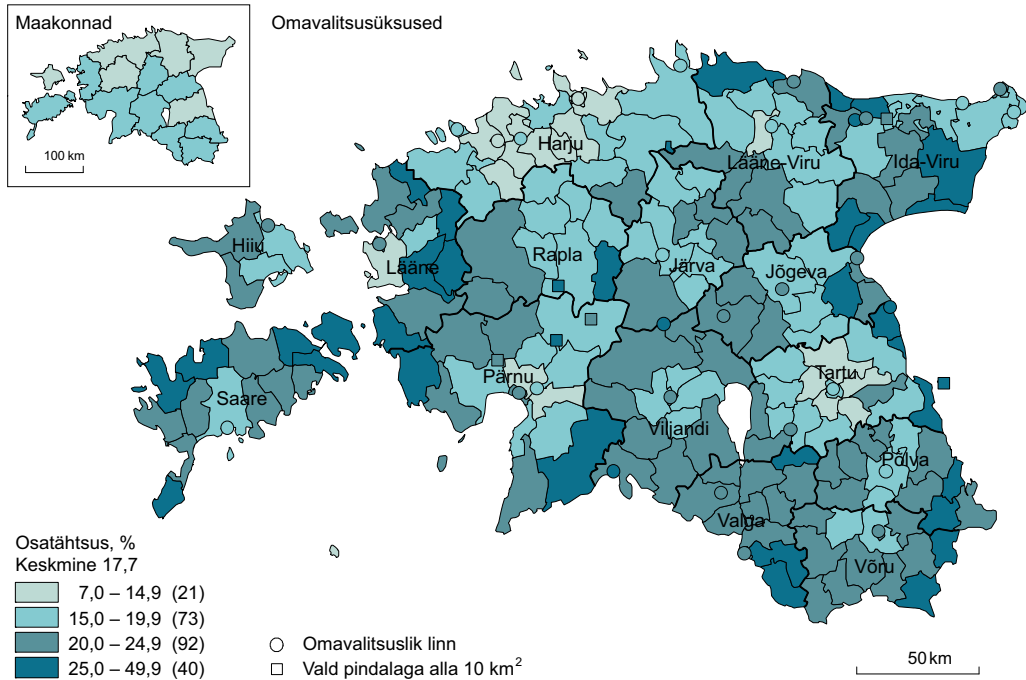 Maakonnad
100 km
Omavalitsusüksused
Harju
Lääne-Viru
Ida-Viru
Hiiu
Lääne
Rapla
Järva
Jõgeva
Saare
Pärnu
Viljandi
Tartu
Põlva
Valga
Võru
Osatähtsus, %
Keskmine 17,7
7,0 – 14,9 (21)
15,0 – 19,9 (73)
20,0 – 24,9 (92)
25,0 – 49,9 (40)
Omavalitsuslik linn
Vald pindalaga alla 10 km²
50 km